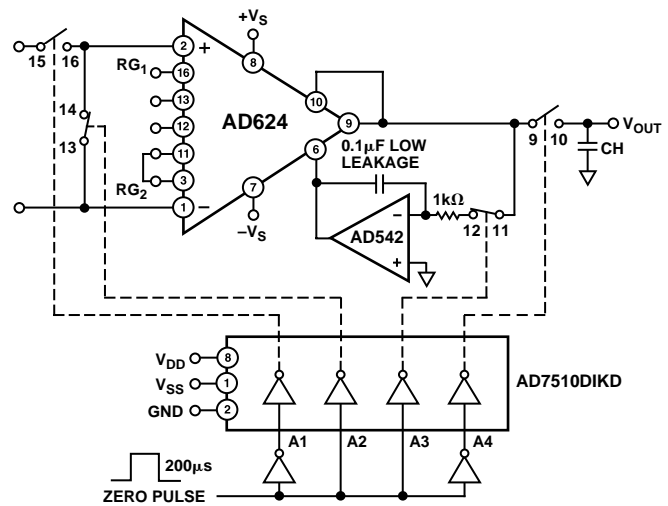 +VS
15 16
2 +
8
RG1
16
10
14
13
12
AD624
9
9 10
VOUT
13
11
6
0.1µF LOW
LEAKAGE
CH
3
RG2
7
1 −
−VS
1kΩ
−
12 11
AD542
+
VDD 8
VSS 1
GND 2
AD7510DIKD
A1 A2 A3 A4
200µs
ZERO PULSE